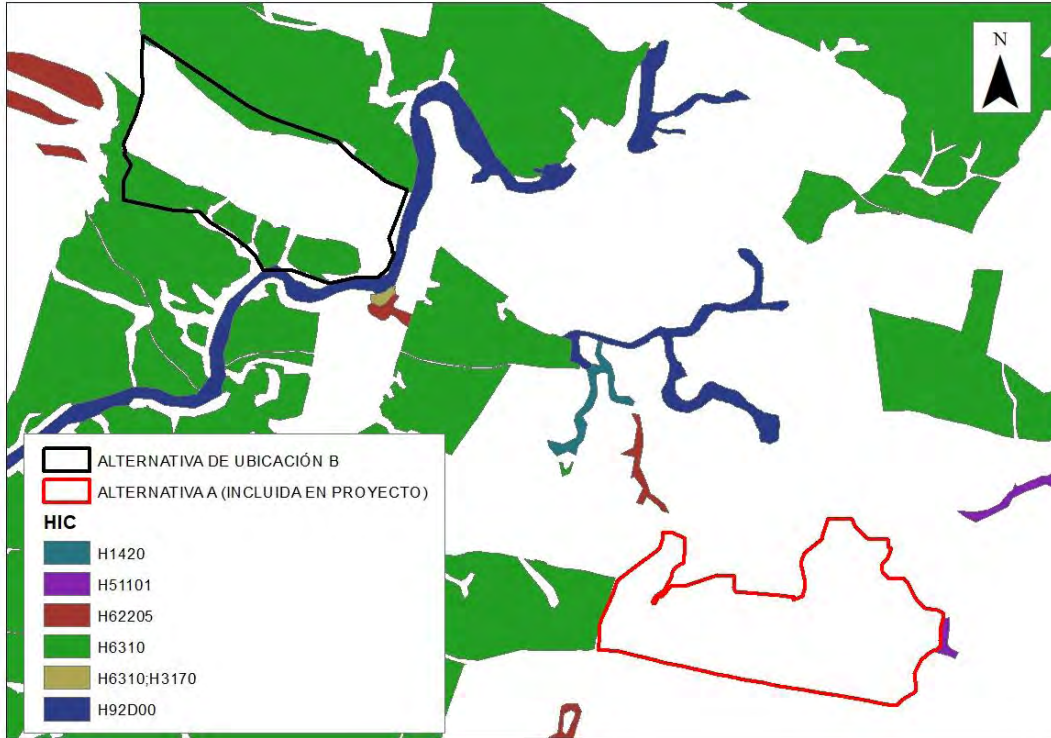 N
ALTERNATIVA DE UBICACIÓN B
ALTERNATIVA A (INCLUIDA EN PROYECTO)
HIC
H1420
H51101
H62205
H6310
H6310;H3170
H92D00